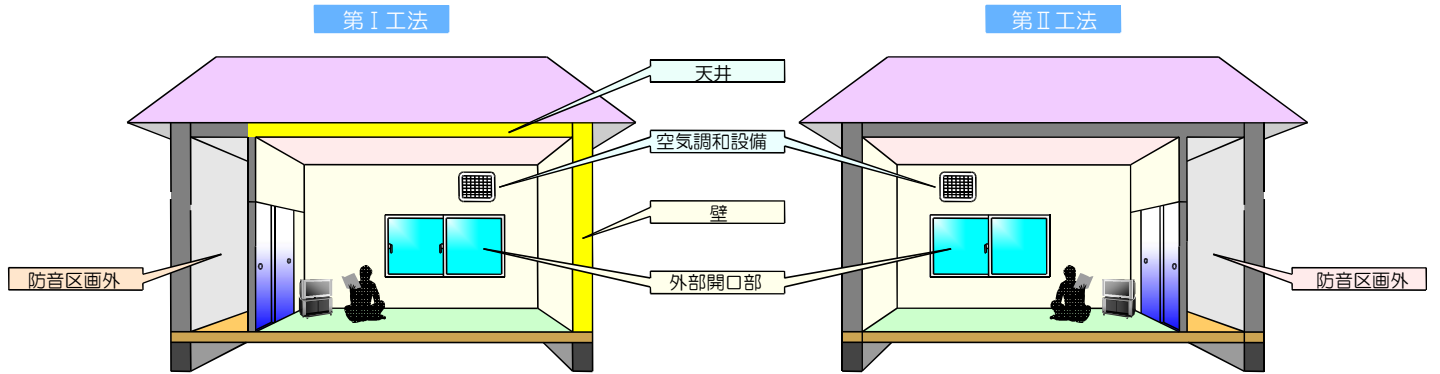 第Ⅰ工法
第Ⅱ工法
天井
空気調和設備
壁
外部開口部
防音区画外
防音区画外